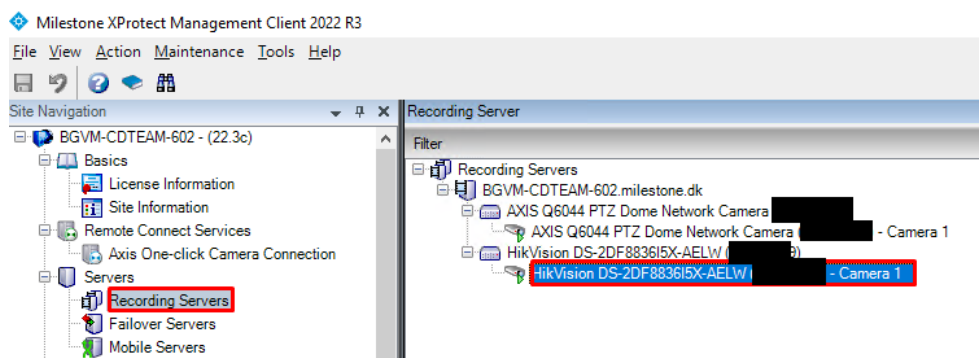 Milestone XProtect Management Client 2022 R3
File View Action Maintenance Tools Help
Site Navigation
BGVM-CDTEAM-602 - (22.3c)
Basics
License Information
Site Information
Remote Connect Services
Axis One-click Camera Connection
Servers
Recording Servers
Failover Servers
Mobile Servers
Recording Server
Filter
Recording Servers
BGVM-CDTEAM-602.milestone.dk
AXIS Q6044 PTZ Dome Network Camera
AXIS Q6044 PTZ Dome Network Camera ( - Camera 1
HikVision DS-2DF8836I5X-AELW ( 9)
HikVision DS-2DF8836I5X-AELW ( - Camera 1